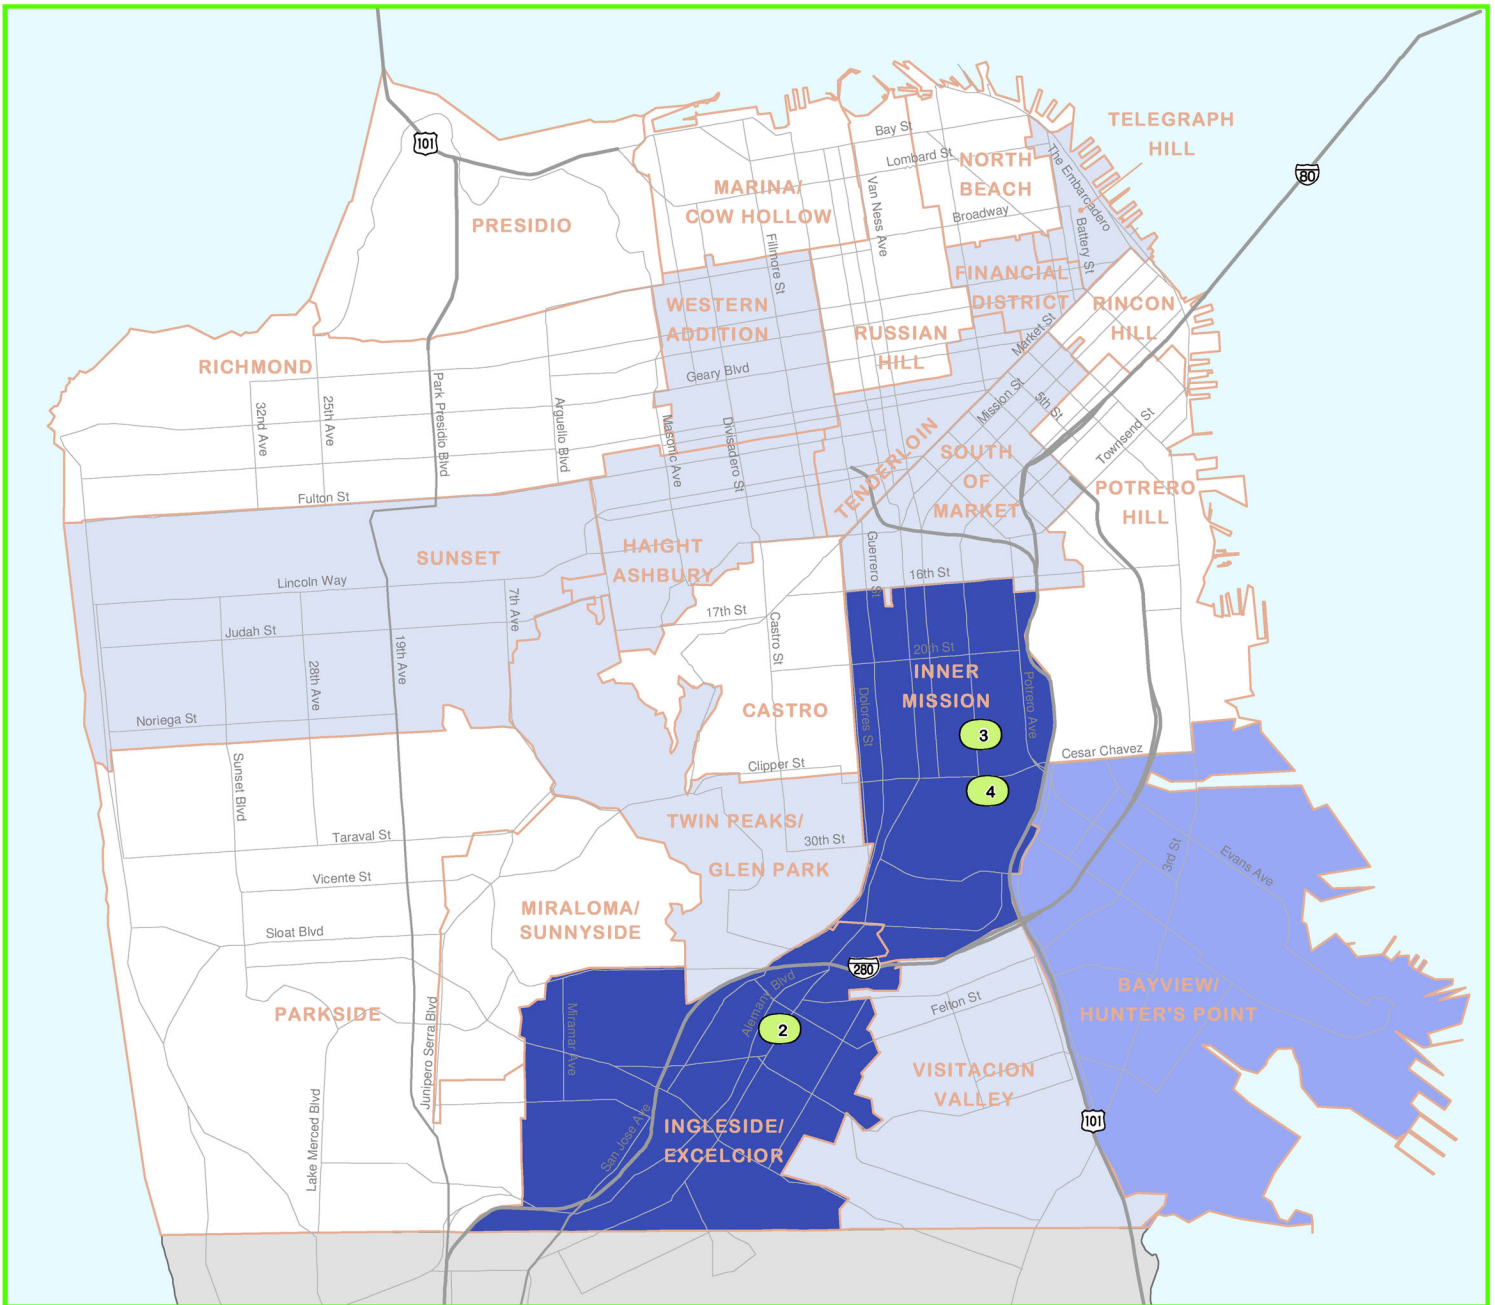 TELEGRAPH
HILL
101
80
Bay St
Lombard St
NORTH
BEACH
The Embarcadero
MARINA/
COW HOLLOW
Van Ness Ave
Broadway
Battery St
PRESIDIO
Fillmore St
FINANCIAL
DISTRICT
WESTERN
ADDITION
RINCON
HILL
RUSSIAN
HILL
Market St
RICHMOND
Geary Blvd
Mission St
5th St
32nd Ave
25th Ave
Park Presidio Blvd
Arguello Blvd
Masonic Ave
Divisadero St
Townsend St
TENDERLOIN
SOUTH
OF
MARKET
POTRERO
HILL
Fulton St
SUNSET
HAIGHT
ASHBURY
Guerrero St
16th St
Lincoln Way
7th Ave
17th St
Castro St
Judah St
19th Ave
28th Ave
20th St
INNER
MISSION
Dolores St
Potrero Ave
CASTRO
Noriega St
3
Cesar Chavez
Clipper St
4
Sunset Blvd
TWIN PEAKS/
GLEN PARK
30th St
Taraval St
3rd St
Evans Ave
Vicente St
MIRALOMA/
SUNNYSIDE
Sloat Blvd
280
Alemany Blvd
Felton St
BAYVIEW/
HUNTER'S POINT
PARKSIDE
Junipero Serra Blvd
Miramar Ave
2
VISITACION
VALLEY
101
INGLESIDE/
EXCELCIOR
San Jose Ave
Lake Merced Blvd